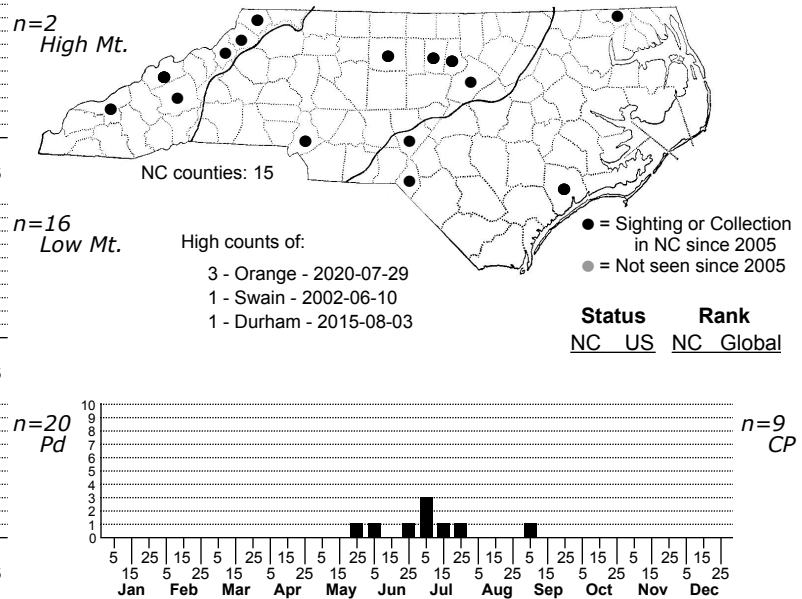 n=2
High Mt.
NC counties: 15
n=16
Low Mt.
High counts of:
3 - Orange - 2020-07-29
1 - Swain - 2002-06-10
1 - Durham - 2015-08-03
= Sighting or Collection
in NC since 2005
= Not seen since 2005
Status Rank
NC US NC Global
n=20
Pd
n=9
CP
10
9
8
7
6
5
4
3
2
1
0
5 25 15 5 25 15 5 25 15 5 25 15 5 25 15 5 25 15
15 5 25 15 5 25 15 5 25 15 5 25 15 5 25 15 5 25
Jan Feb Mar Apr May Jun Jul Aug Sep Oct Nov Dec